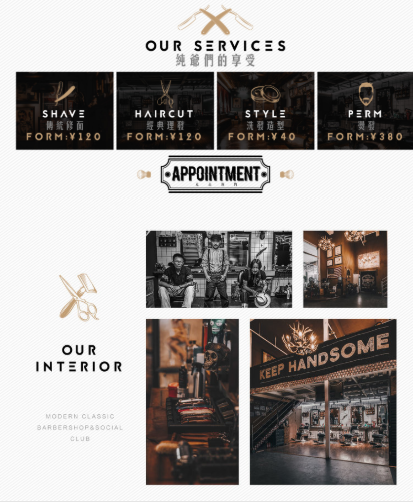 OUR SERVICES
純爺們的享受
SHAVE
傳統修面
FORM:¥120
HAIRCUT
經典理發
FORM:¥120
STYLE
洗發造型
FORM:¥40
PERM
燙發
FORM:¥380
APPOINTMENT
KEEP HANDSOME
OUR
INTERIOR
MODERN CLASSIC
BARBERSHOP&SOCIAL
CLUB